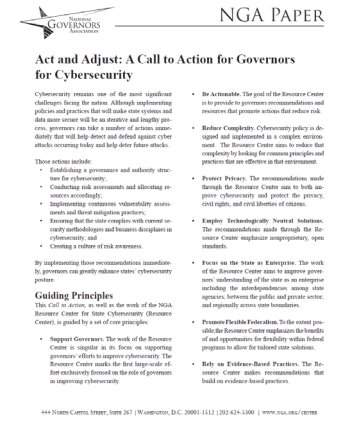 NATIONAL
GOVERNORS
ASSOCIATION
NGA PAPER
Act and Adjust: A Call to Action for Governors
for Cybersecurity
Cybersecurity remains one of the most significant
challenges facing the nation. Although implementing
policies and practices that will make state systems and
data more secure will be an iterative and lengthy pro-
cess, governors can take a number of actions imme-
diately that will help detect and defend against cyber
attacks occurring today and help deter future attacks.
Those actions include:
• Establishing a governance and authority struc-
ture for cybersecurity;
• Conducting risk assessments and allocating re-
sources accordingly;
• Implementing continuous vulnerability assess-
ments and threat mitigation practices;
• Ensuring that the state complies with current se-
curity methodologies and business disciplines in
cybersecurity; and
• Creating a culture of risk awareness.
By implementing those recommendations immediate-
ly, governors can greatly enhance states' cybersecurity
posture.
Guiding Principles
This Call to Action, as well as the work of the NGA
Resource Center for State Cybersecurity (Resource
Center), is guided by a set of core principles:
• Support Governors. The work of the Resource
Center is singular in its focus on supporting
governors' efforts to improve cybersecurity. The
Resource Center marks the first large-scale ef-
fort exclusively focused on the role of governors
in improving cybersecurity.
• Be Actionable. The goal of the Resource Center
is to provide to governors recommendations and
resources that promote actions that reduce risk.
• Reduce Complexity. Cybersecurity policy is de-
signed and implemented in a complex environ-
ment. The Resource Center aims to reduce that
complexity by looking for common principles and
practices that are effective in that environment.
• Protect Privacy. The recommendations made
through the Resource Center aim to both im-
prove cybersecurity and protect the privacy,
civil rights, and civil liberties of citizens.
• Employ Technologically Neutral Solutions.
The recommendations made through the Re-
source Center emphasize nonproprietary, open
standards.
• Focus on the State as Enterprise. The work
of the Resource Center aims to improve gover-
nors' understanding of the state as an enterprise
including the interdependencies among state
agencies; between the public and private sector;
and regionally across state boundaries.
• Promote Flexible Federalism. To the extent pos-
sible, the Resource Center emphasizes the benefits
of and opportunities for flexibility within federal
programs to allow for tailored state solutions.
• Rely on Evidence-Based Practices. The Re-
source Center makes recommendations that
build on evidence-based practices.
444 NORTH CAPITOL STREET, SUITE 267 | WASHINGTON, D.C. 20001-1512 | 202-624-5300 | WWW.NGA.ORG/CENTER